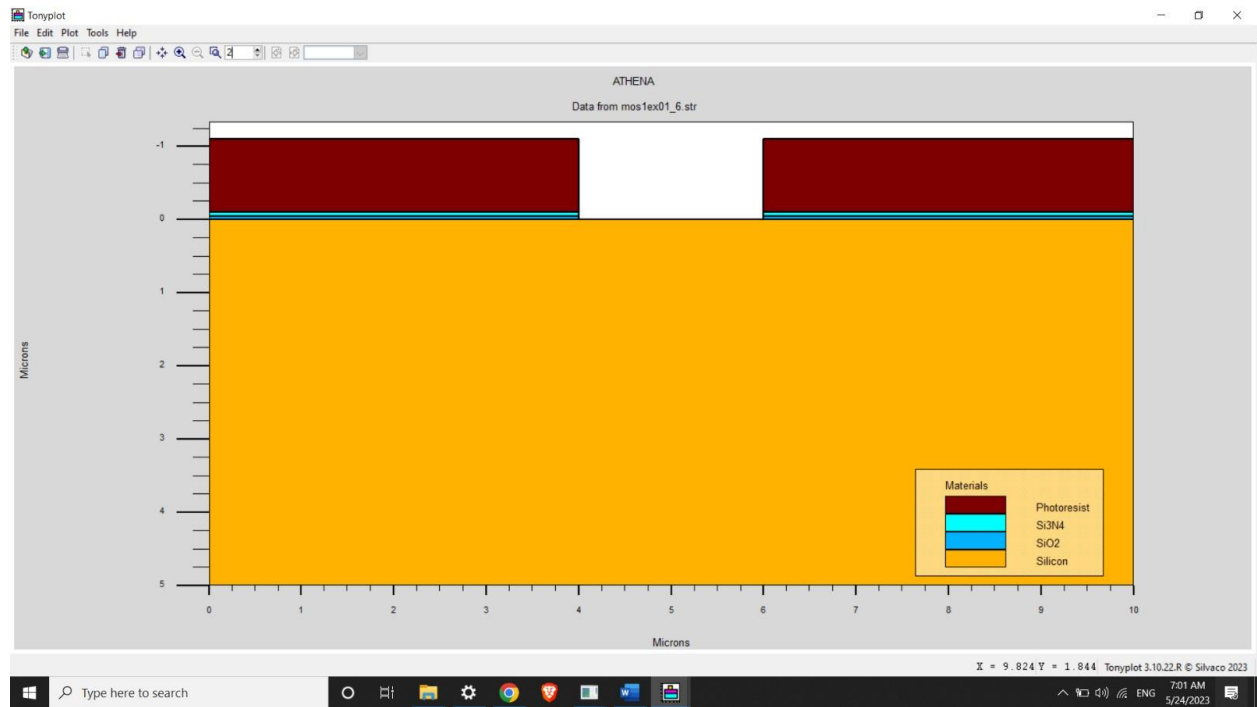 Tonyplot
File Edit Plot Tools Help
2
ATHENA
Data from mos1ex01_6.str
-1
0
1
2
3
4
5
Microns
Materials
Photoresist
Si3N4
SiO2
Silicon
0 1 2 3 4 5 6 7 8 9 10
Microns
X = 9.824 Y = 1.844 Tonyplot 3.10.22.R © Silvaco 2023
Type here to search
ENG
7:01 AM
5/24/2023